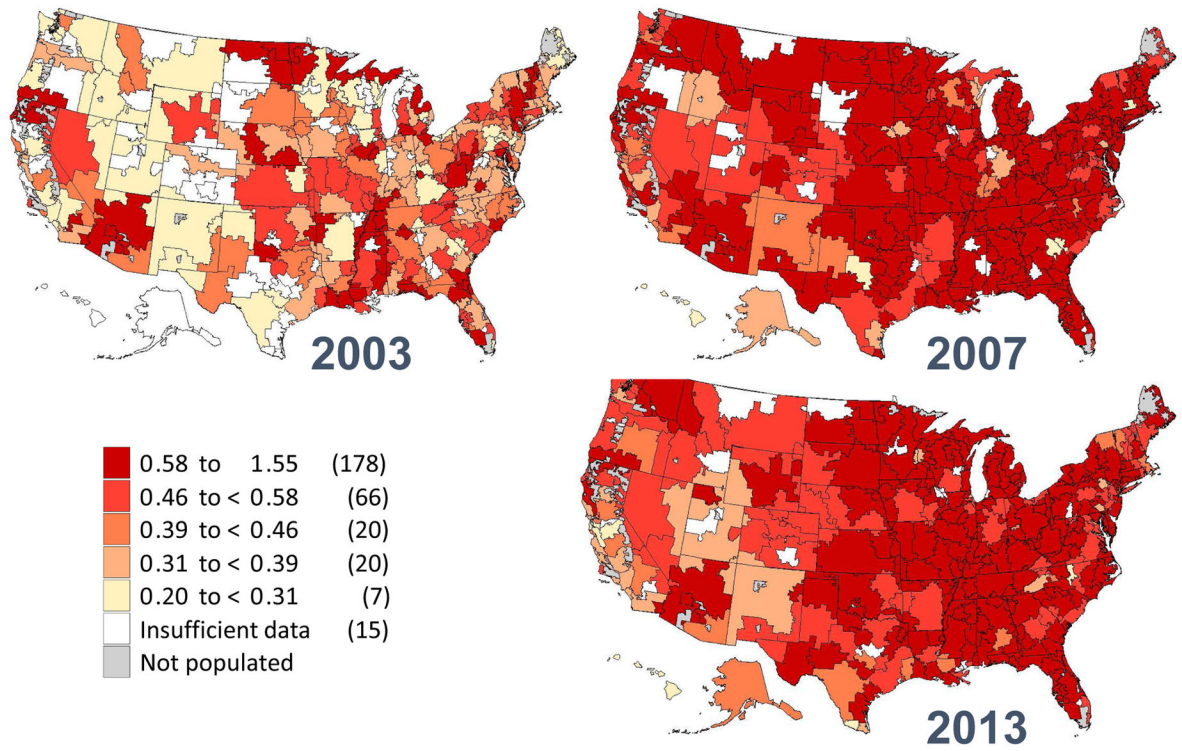 2003
2007
0.58 to 1.55 (178)
0.46 to < 0.58 (66)
0.39 to < 0.46 (20)
0.31 to < 0.39 (20)
0.20 to < 0.31 (7)
Insufficient data (15)
Not populated
2013